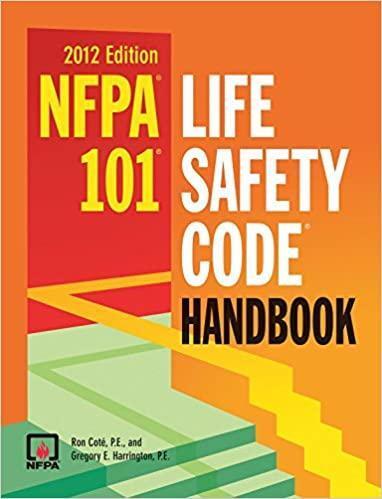 2012 Edition
NFPA®
101®
LIFE
SAFETY
CODE®
HANDBOOK
Ron Coté, P.E., and
Gregory E. Harrington, P.E.
NFPA®